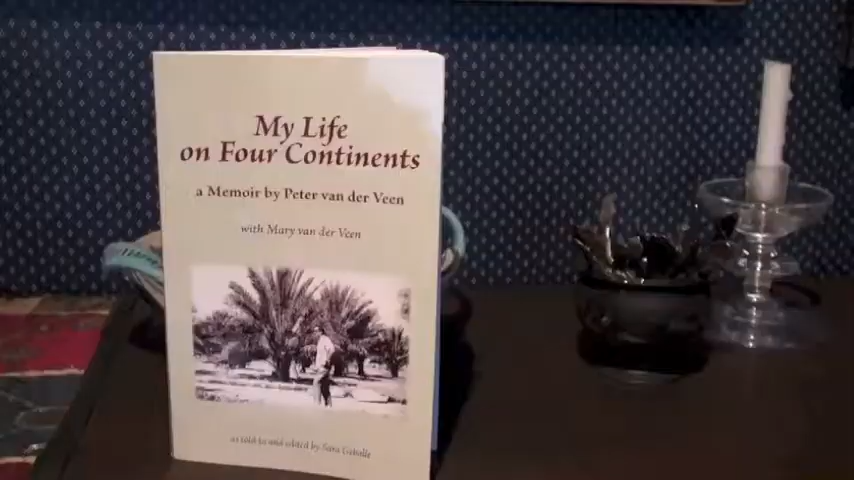 My Life
on Four Continents
a Memoir by Peter van der Veen
with Mary van der Veen
as told to and edited by Sara